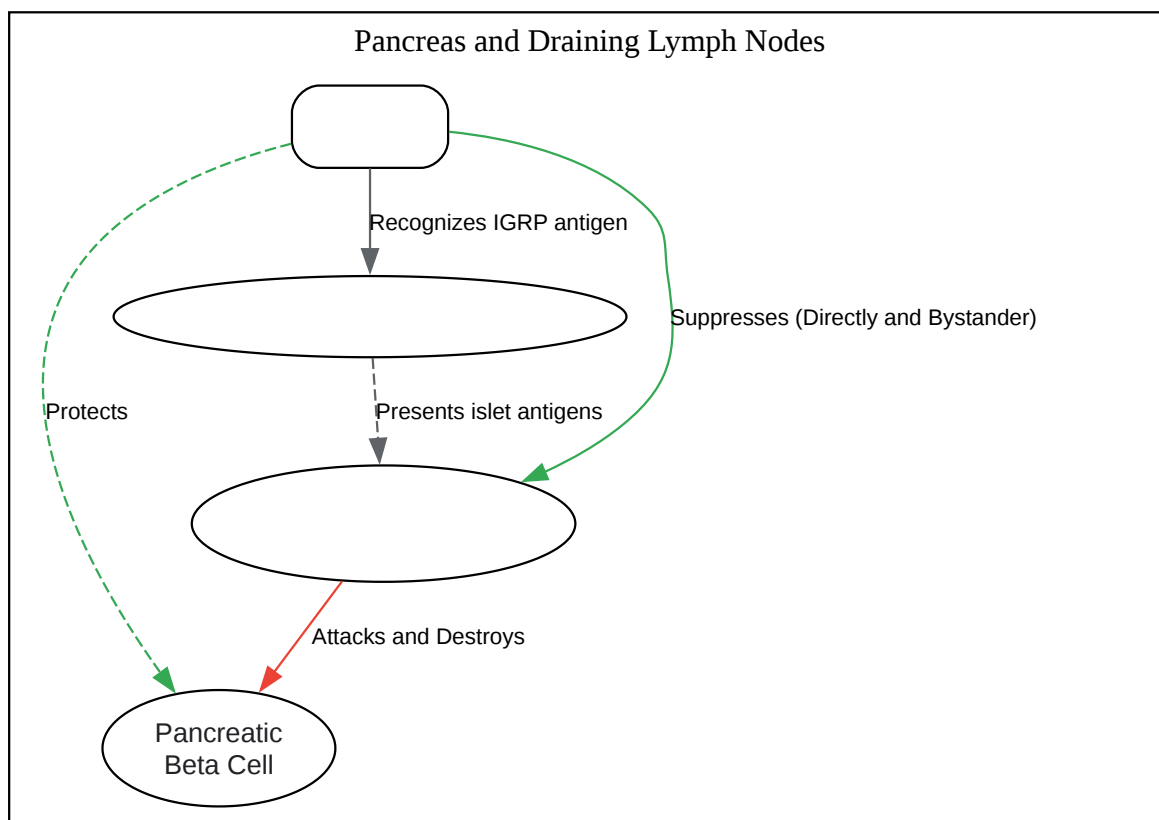 Pancreas and Draining Lymph Nodes
Recognizes IGRP antigen
Suppresses (Directly and Bystander)
Protects
Presents islet antigens
Attacks and Destroys
Pancreatic
Beta Cell